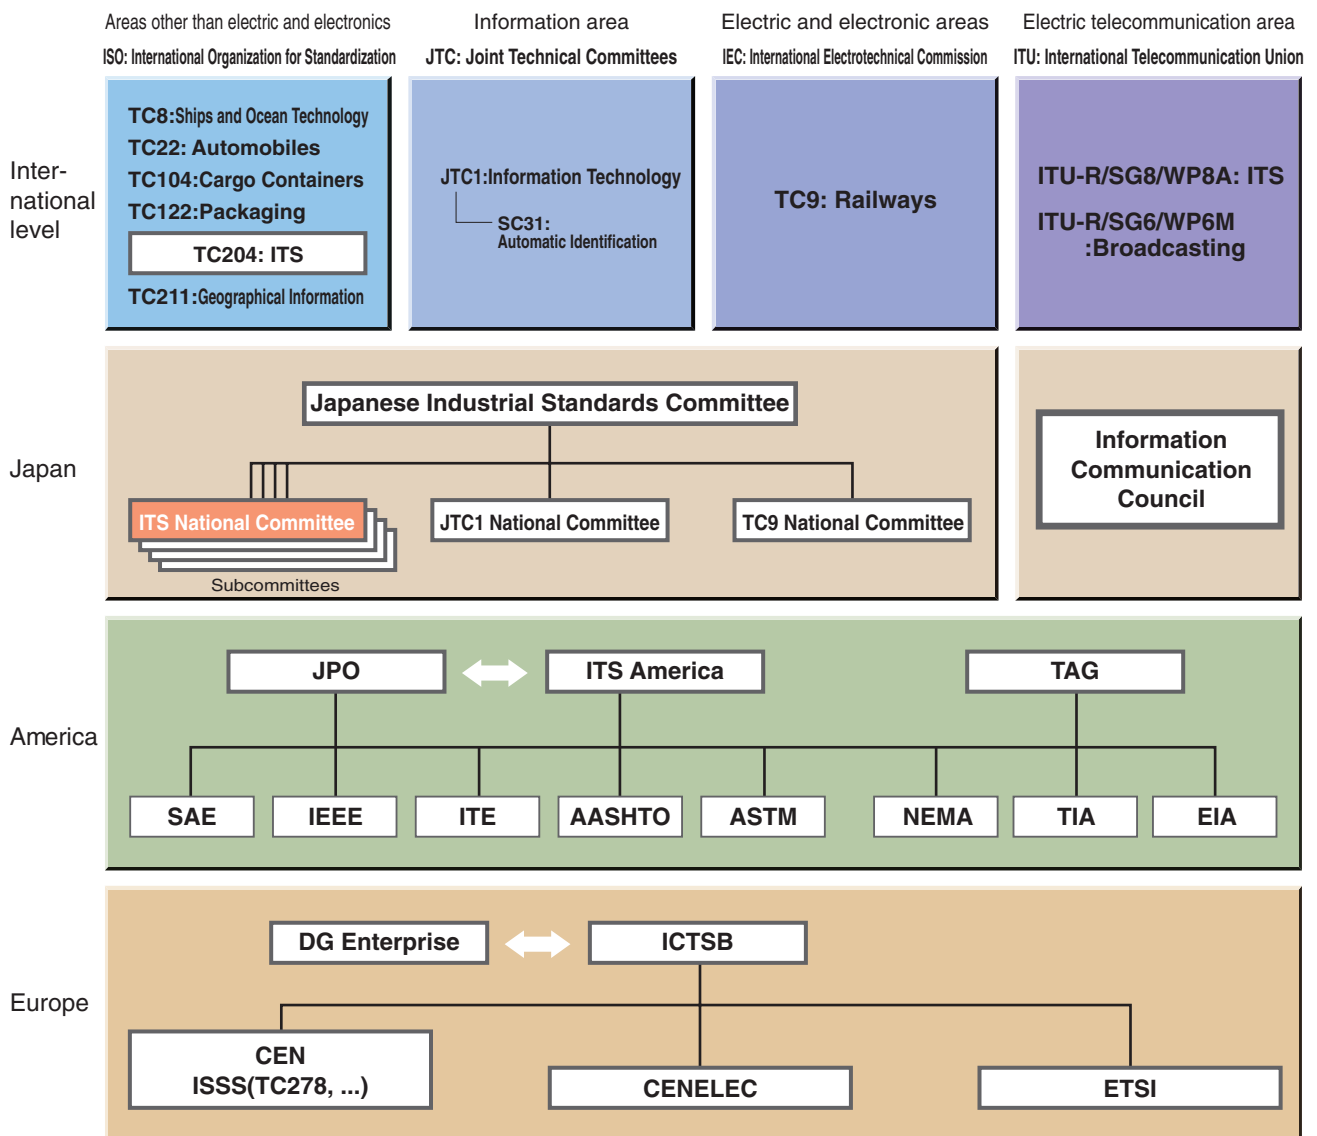 Areas other than electric and electronics
Information area
Electric and electronic areas
Electric telecommunication area
ISO: International Organization for Standardization
JTC: Joint Technical Committees
IEC: International Electrotechnical Commission
ITU: International Telecommunication Union
Inter-
national
level
TC8:Ships and Ocean Technology
TC22: Automobiles
TC104:Cargo Containers
TC122:Packaging
TC204: ITS
TC211:Geographical Information
JTC1:Information Technology
SC31:
Automatic Identification
TC9: Railways
ITU-R/SG8/WP8A: ITS
ITU-R/SG6/WP6M
:Broadcasting
Japan
Japanese Industrial Standards Committee
ITS National Committee
Subcommittees
JTC1 National Committee
TC9 National Committee
Information
Communication
Council
America
JPO
ITS America
TAG
SAE
IEEE
ITE
AASHTO
ASTM
NEMA
TIA
EIA
Europe
DG Enterprise
ICTSB
CEN
ISSS(TC278, ...)
CENELEC
ETSI